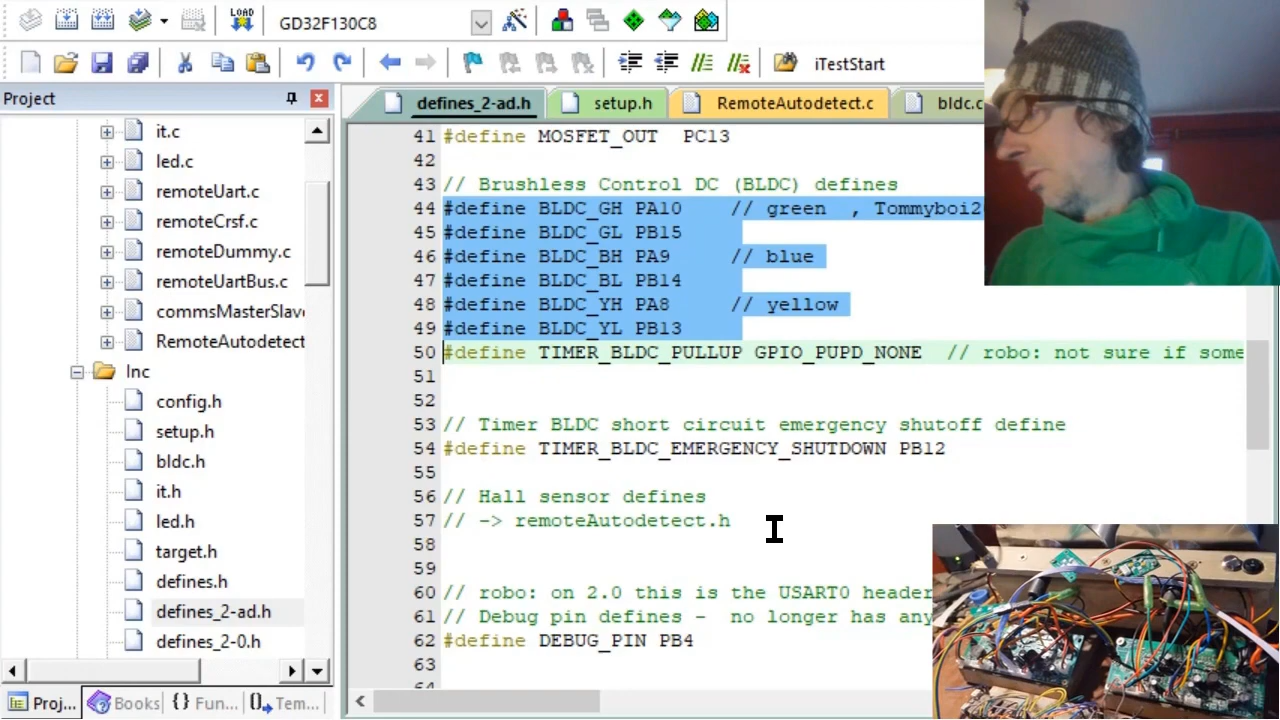 LOAD
GD32F130C8
iTestStart
Project
defines_2-ad.h
setup.h
RemoteAutodetect.c
bldc.c
it.c
led.c
remoteUart.c
remoteCrsf.c
remoteDummy.c
remoteUartBus.c
commsMasterSlav
RemoteAutodetect
Inc
config.h
setup.h
bldc.h
it.h
led.h
target.h
defines.h
defines_2-ad.h
defines_2-0.h
Proj...
Books
{} Fun...
Tem...
41 #define MOSFET_OUT PC13
42
43 // Brushless Control DC (BLDC) defines
44 #define BLDC_GH PA10 // green , Tommyboi2
45 #define BLDC_GL PB15
46 #define BLDC_BH PA9 // blue
47 #define BLDC_BL PB14
48 #define BLDC_YH PA8 // yellow
49 #define BLDC_YL PB13
50 #define TIMER_BLDC_PULLUP GPIO_PUPD_NONE // robo: not sure if some
51
52
53 // Timer BLDC short circuit emergency shutoff define
54 #define TIMER_BLDC_EMERGENCY_SHUTDOWN PB12
55
56 // Hall sensor defines
57 // -> remoteAutodetect.h
58
59
60 // robo: on 2.0 this is the USART0 header
61 // Debug pin defines - no longer has any
62 #define DEBUG_PIN PB4
63